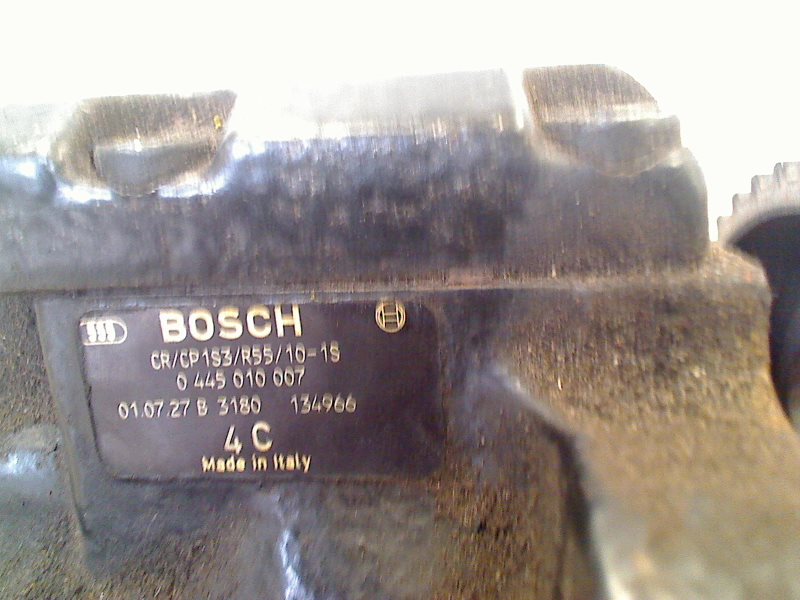 BOSCH
CR/CP1S3/R55/10-1S
0 445 010 007
01.07.27 B 3180 134966
4 C
Made in Italy